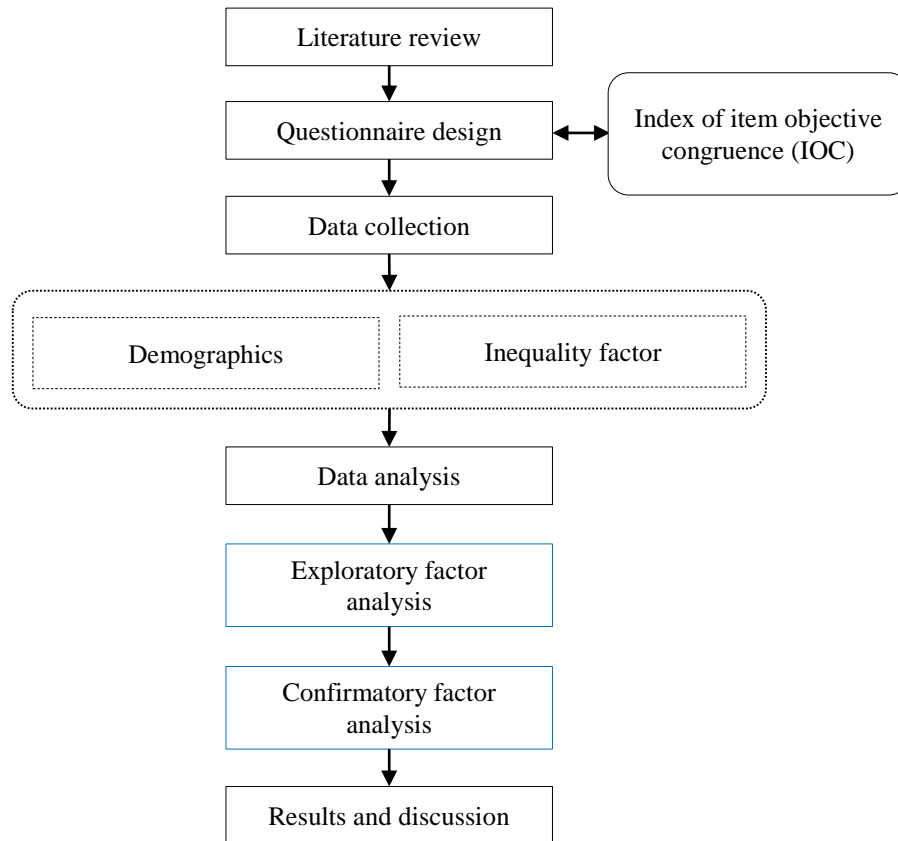 Literature review
Questionnaire design
Index of item objective
congruence (IOC)
Data collection
Demographics
Inequality factor
Data analysis
Exploratory factor
analysis
Confirmatory factor
analysis
Results and discussion